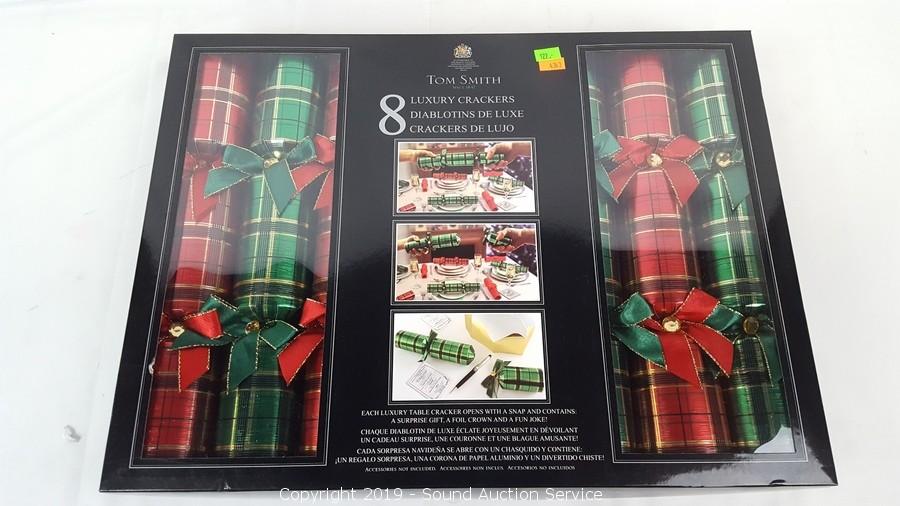 TOM SMITH
SINCE 1847
8 LUXURY CRACKERS
DIABLOTINS DE LUXE
CRACKERS DE LUJO
EACH LUXURY TABLE CRACKER OPENS WITH A SNAP AND CONTAINS:
A SURPRISE GIFT, A FOIL CROWN AND A FUN JOKE!
CHAQUE DIABLOTIN DE LUXE ÉCLATE JOYEUSEMENT EN DÉVOILANT
UN CADEAU SURPRISE, UNE COURONNE ET UNE BLAGUE AMUSANTE!
CADA SORPRESA NAVIDEÑA SE ABRE CON UN CHASQUIDO Y CONTIENE:
¡UN REGALO SORPRESA, UNA CORONA DE PAPEL ALUMINIO Y UN DIVERTIDO CHISTE!
ACCESSORIES NOT INCLUDED. ACCESSOIRES NON INCLUS. ACCESORIOS NO INCLUIDOS
Copyright 2019 - Sound Auction Service